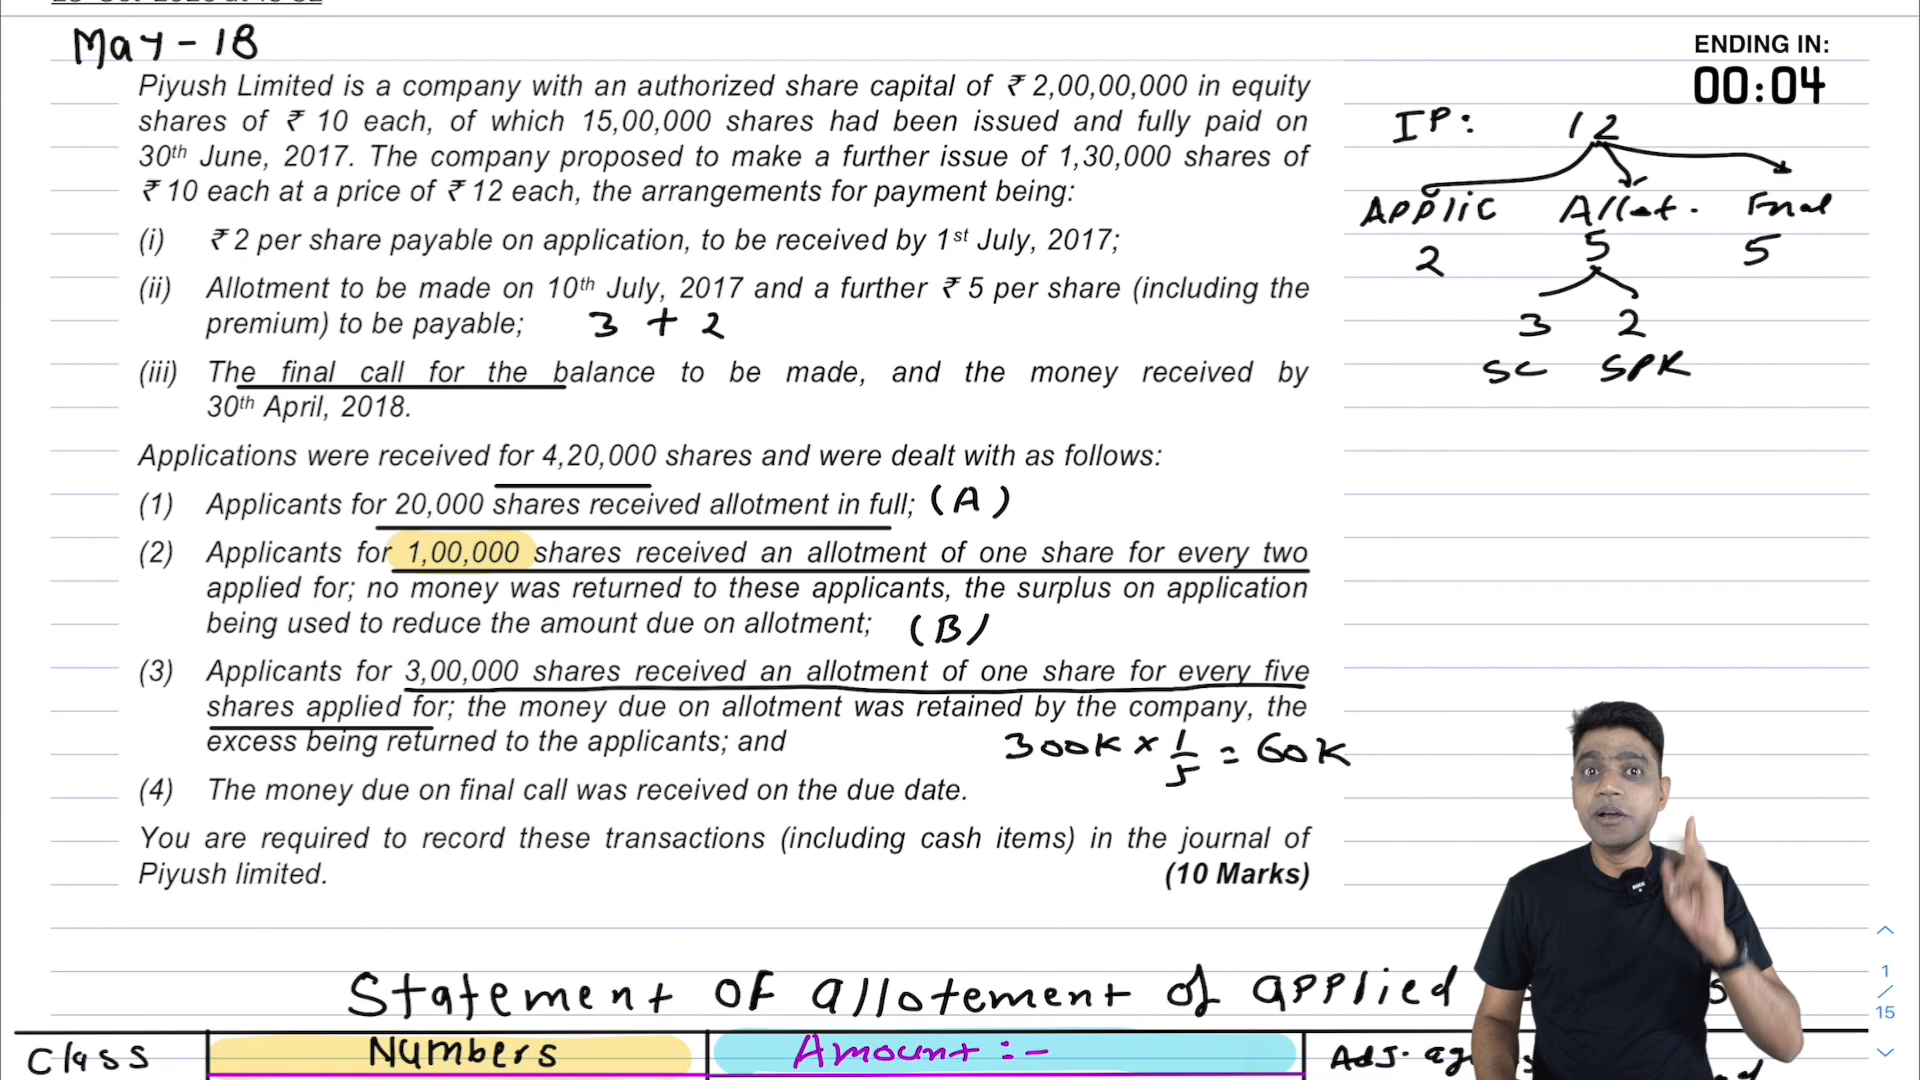 May-18
ENDING IN:
00:04
Piyush Limited is a company with an authorized share capital of ₹ 2,00,00,000 in equity
shares of ₹ 10 each, of which 15,00,000 shares had been issued and fully paid on
30th June, 2017. The company proposed to make a further issue of 1,30,000 shares of
₹ 10 each at a price of ₹ 12 each, the arrangements for payment being:
(i) ₹ 2 per share payable on application, to be received by 1st July, 2017;
(ii) Allotment to be made on 10th July, 2017 and a further ₹ 5 per share (including the
premium) to be payable; 3 + 2
(iii) The final call for the balance to be made, and the money received by
30th April, 2018.
Applications were received for 4,20,000 shares and were dealt with as follows:
(1) Applicants for 20,000 shares received allotment in full; (A)
(2) Applicants for 1,00,000 shares received an allotment of one share for every two
applied for; no money was returned to these applicants, the surplus on application
being used to reduce the amount due on allotment; (B)
(3) Applicants for 3,00,000 shares received an allotment of one share for every five
shares applied for; the money due on allotment was retained by the company, the
excess being returned to the applicants; and 300K × 1/5 = 60K
(4) The money due on final call was received on the due date.
You are required to record these transactions (including cash items) in the journal of
Piyush limited. (10 Marks)
IP: 12
Applic Allot. Final
2 5 5
3 2
SC SPR
Statement of allotement of applied
Class Numbers Amount :-
1
/
15